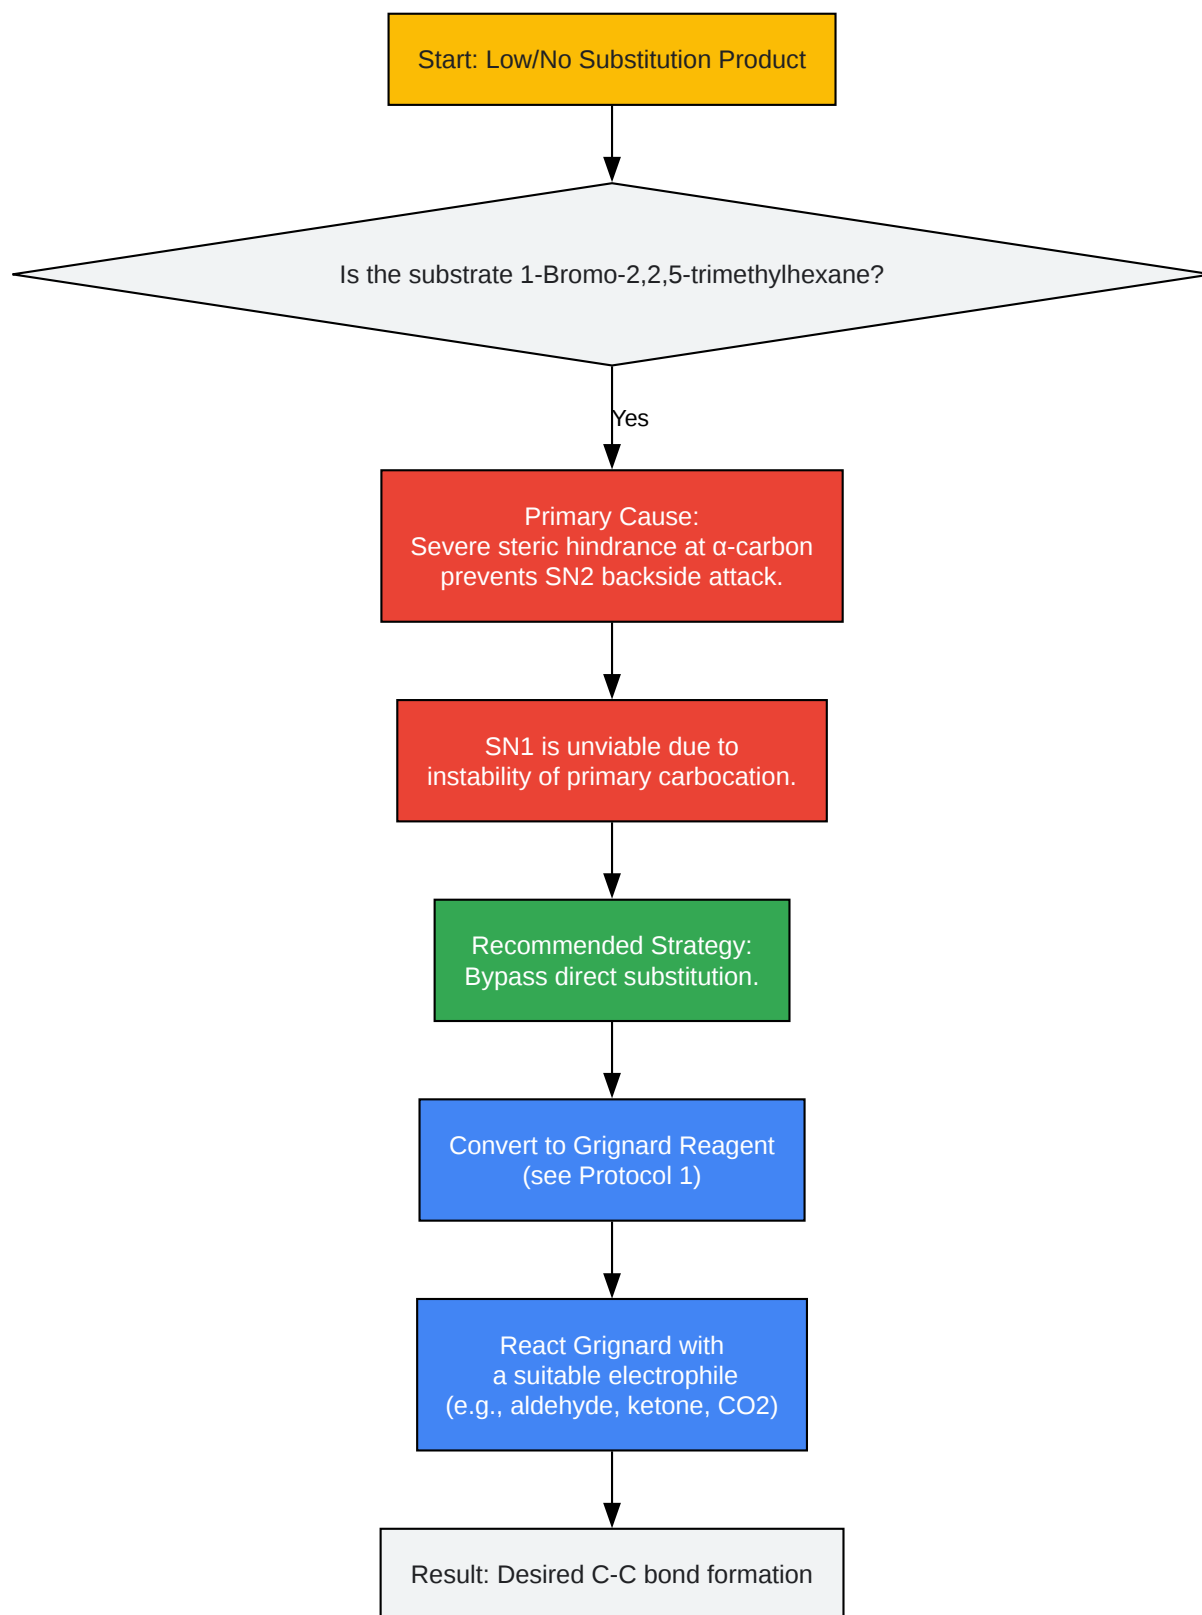 Start: Low/No Substitution Product
Is the substrate 1-Bromo-2,2,5-trimethylhexane?
Yes
Primary Cause:
Severe steric hindrance at α-carbon
prevents SN2 backside attack.
SN1 is unviable due to
instability of primary carbocation.
Recommended Strategy:
Bypass direct substitution.
Convert to Grignard Reagent
(see Protocol 1)
React Grignard with
a suitable electrophile
(e.g., aldehyde, ketone, CO2)
Result: Desired C-C bond formation